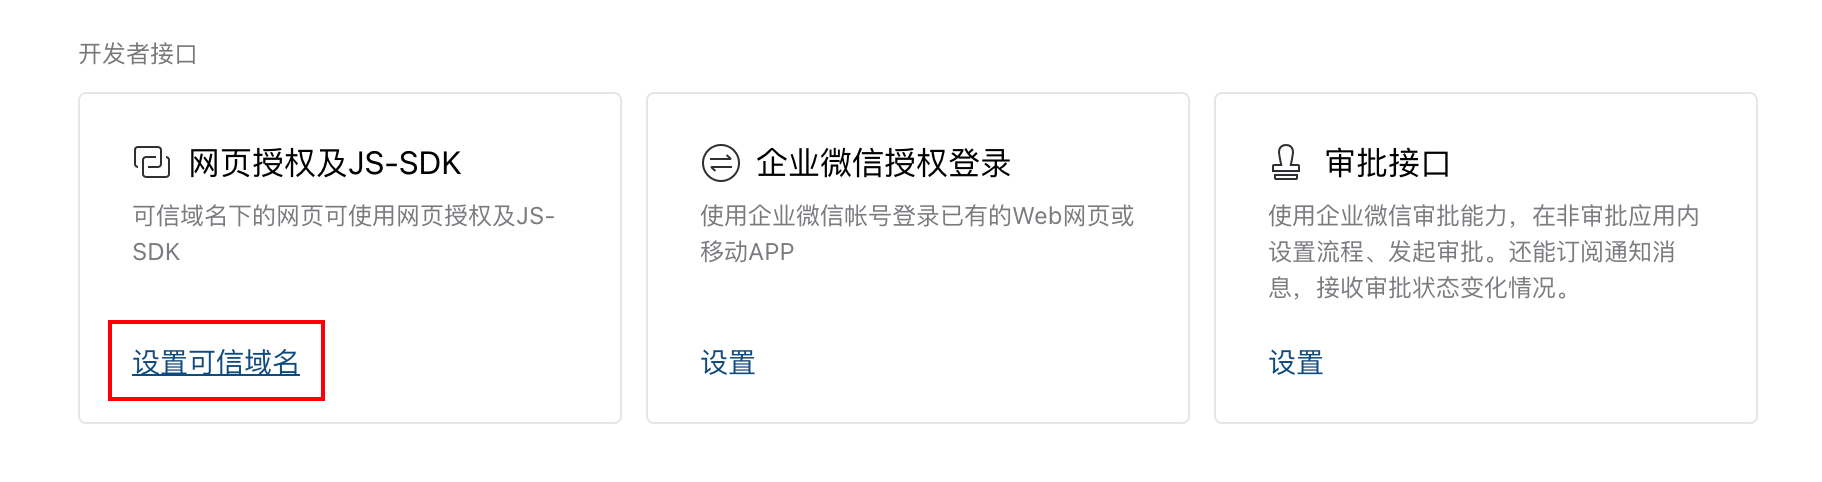 开发者接口
网页授权及JS-SDK
可信域名下的网页可使用网页授权及JS-
SDK
设置可信域名
企业微信授权登录
使用企业微信帐号登录已有的Web网页或
移动APP
设置
审批接口
使用企业微信审批能力，在非审批应用内
设置流程、发起审批。还能订阅通知消
息，接收审批状态变化情况。
设置